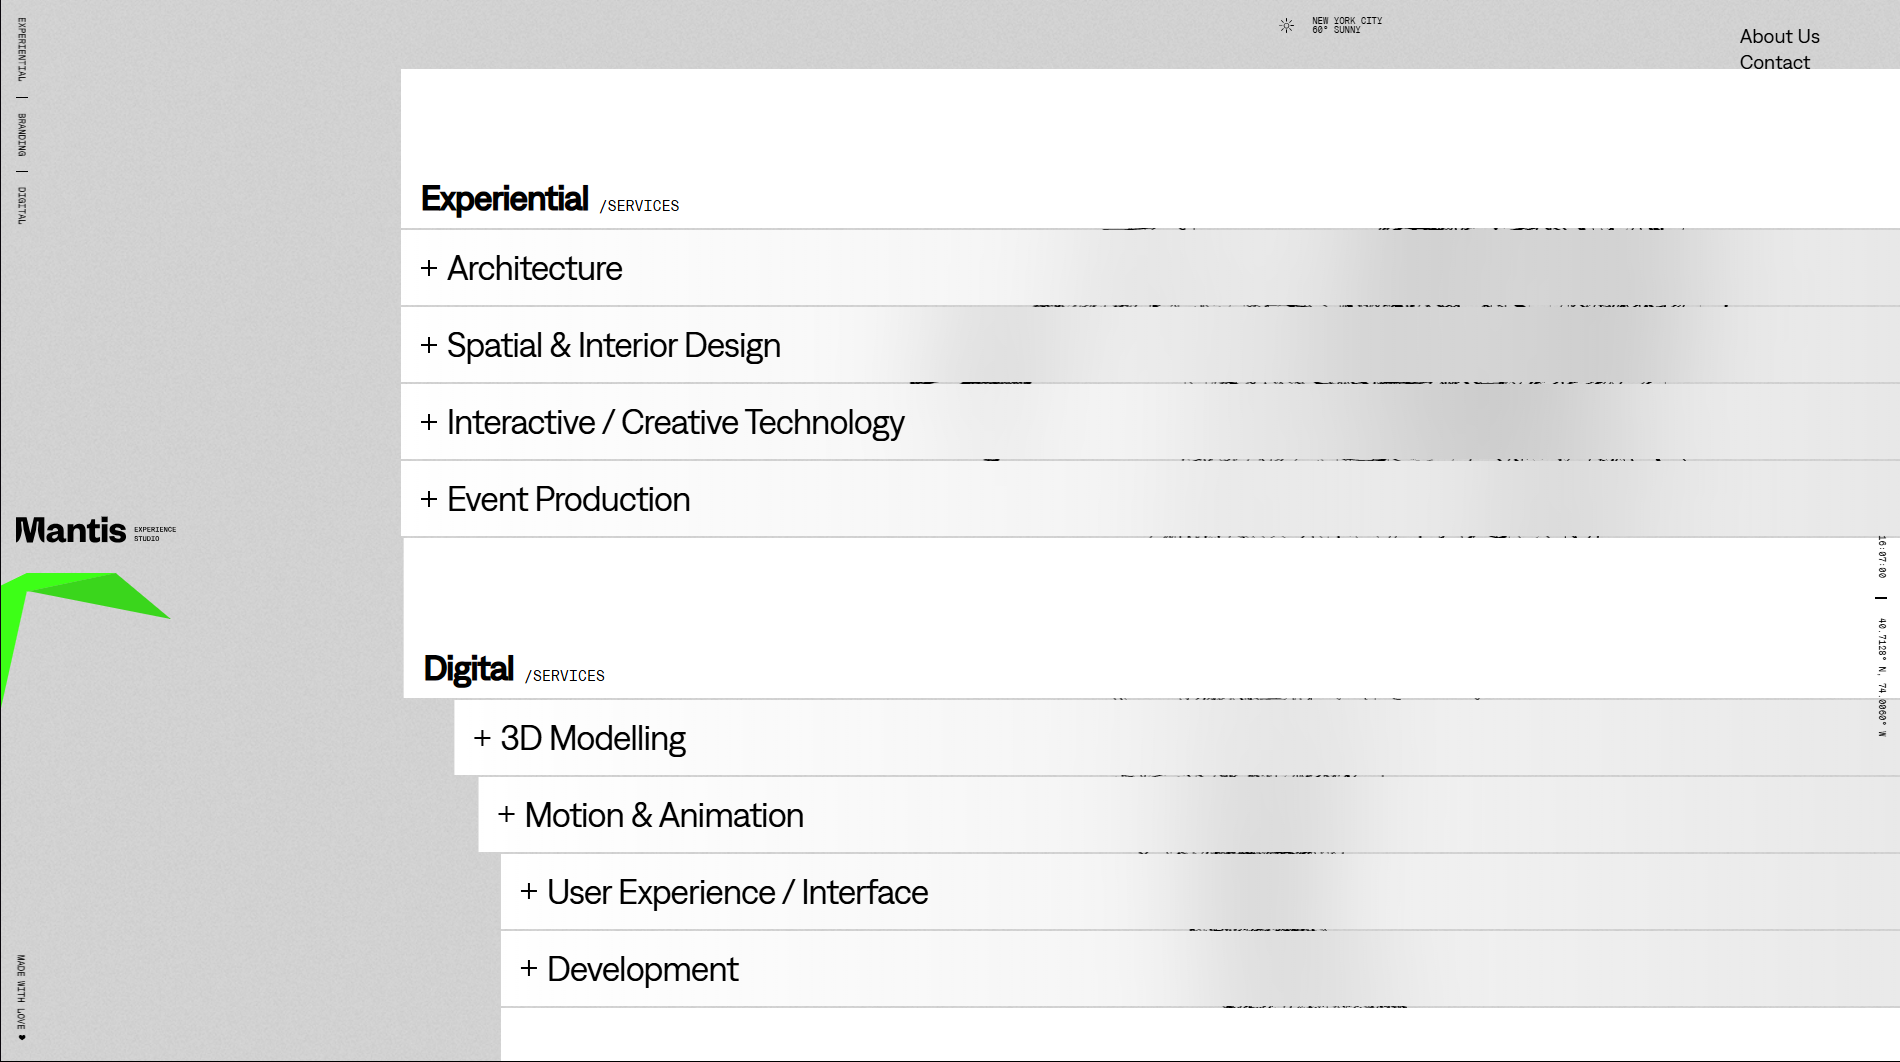 EXPERIENTIAL | BRANDING | DIGITAL
NEW YORK CITY
60° SUNNY
About Us
Contact
Experiential /SERVICES
+ Architecture
+ Spatial & Interior Design
+ Interactive / Creative Technology
+ Event Production
Mantis EXPERIENCE
STUDIO
16:07:00 | 40.7128° N, 74.0060° W
Digital /SERVICES
+ 3D Modelling
+ Motion & Animation
+ User Experience / Interface
+ Development
MADE WITH LOVE ♥